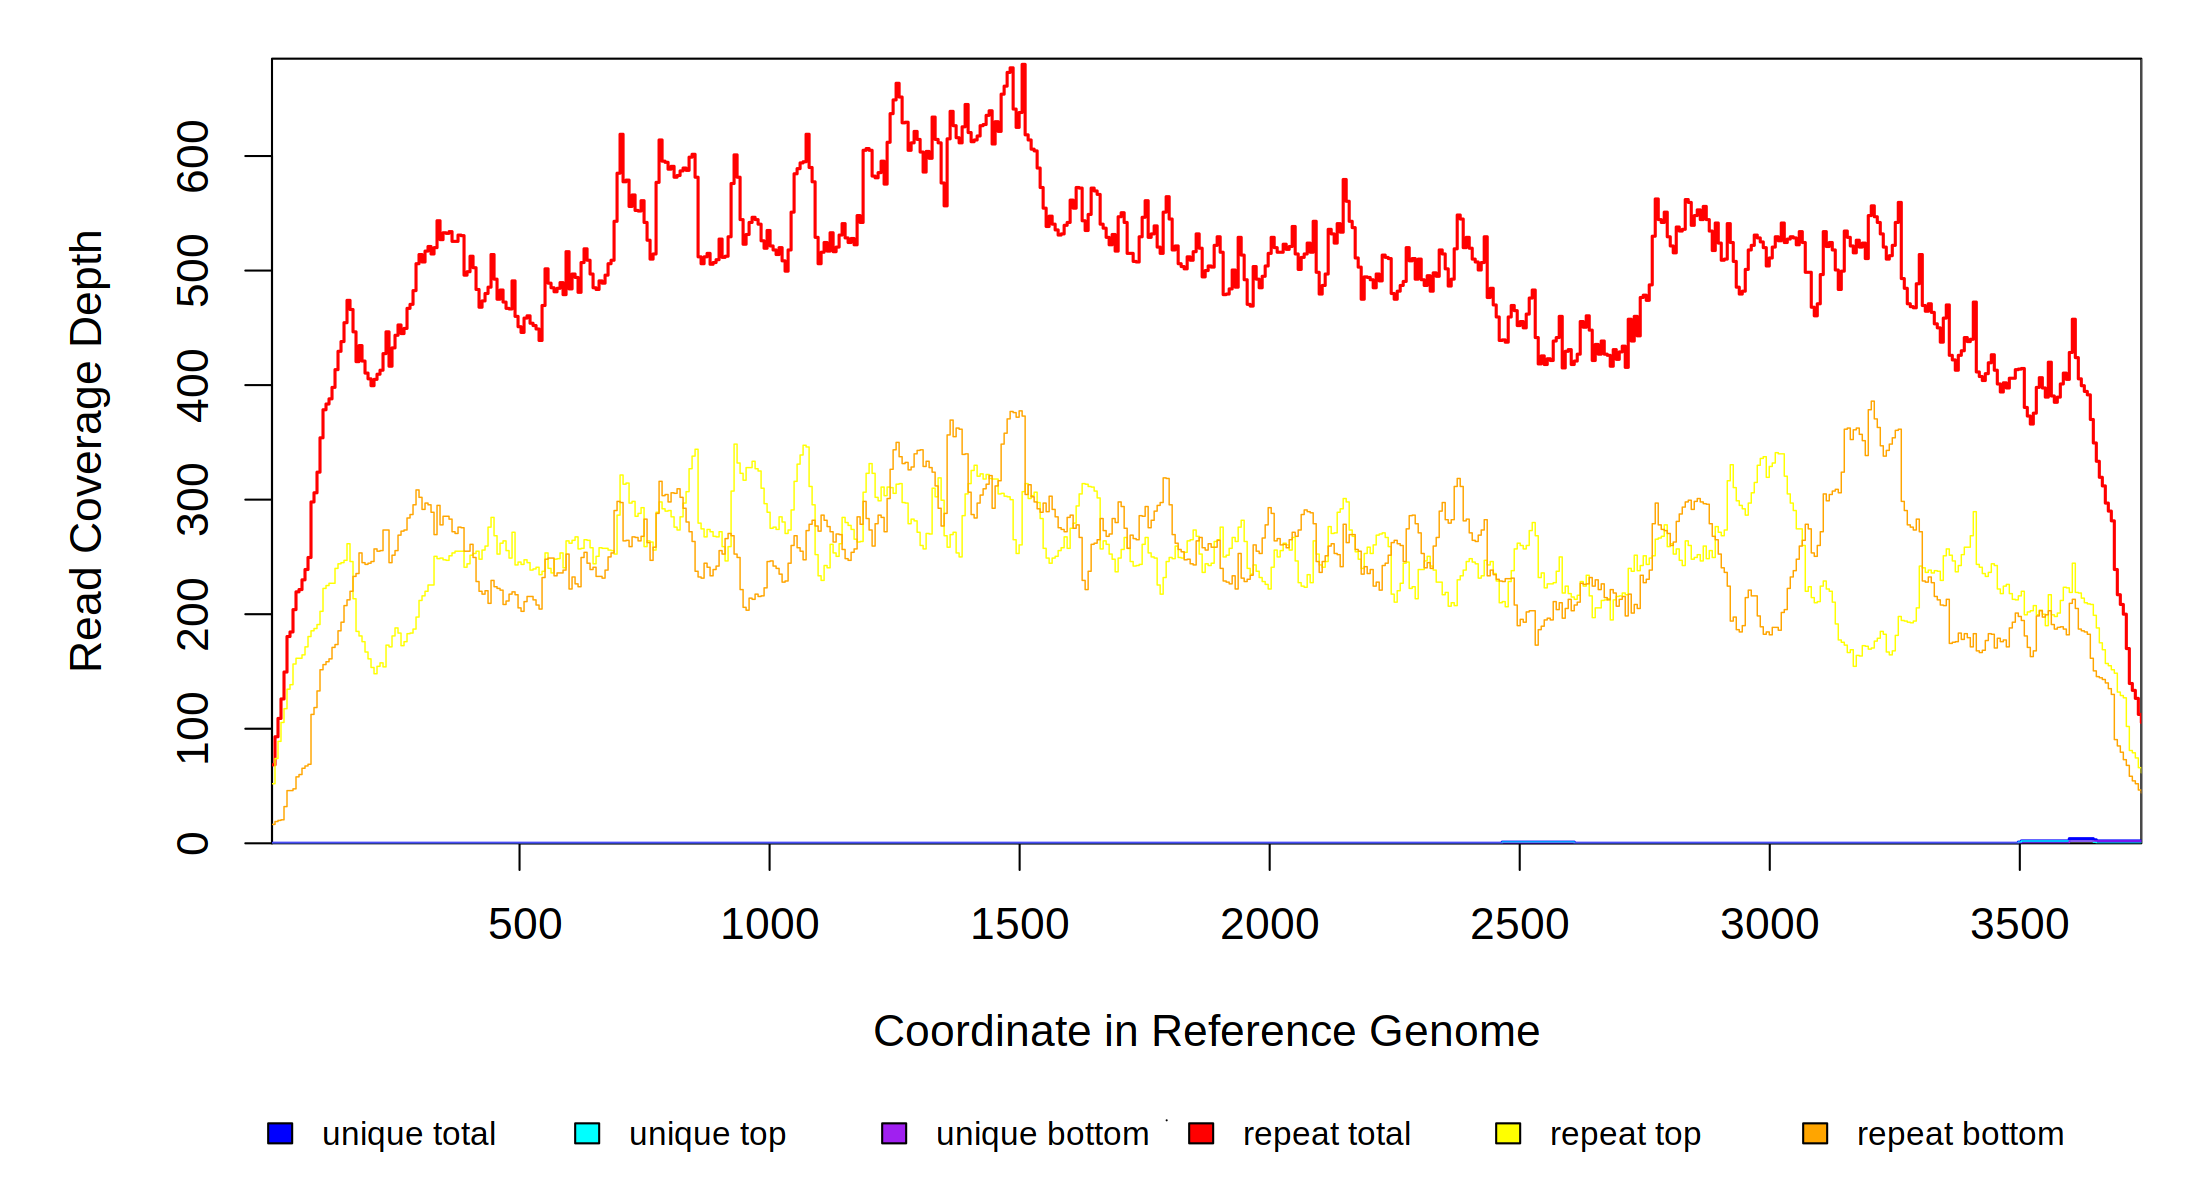 Read Coverage Depth
600
500
400
300
200
100
0
500 1000 1500 2000 2500 3000 3500
Coordinate in Reference Genome
unique total unique top unique bottom repeat total repeat top repeat bottom